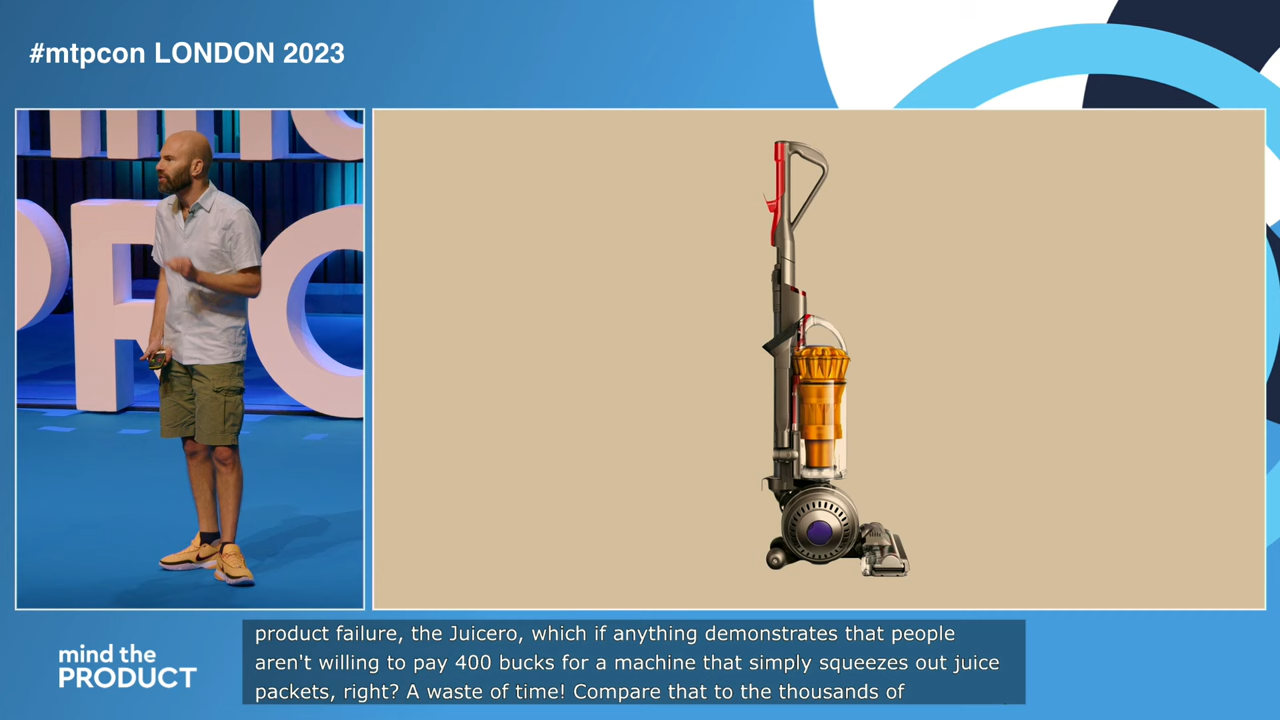 #mtpcon LONDON 2023
PRO
mind the
PRODUCT
product failure, the Juicero, which if anything demonstrates that people
aren't willing to pay 400 bucks for a machine that simply squeezes out juice
packets, right? A waste of time! Compare that to the thousands of